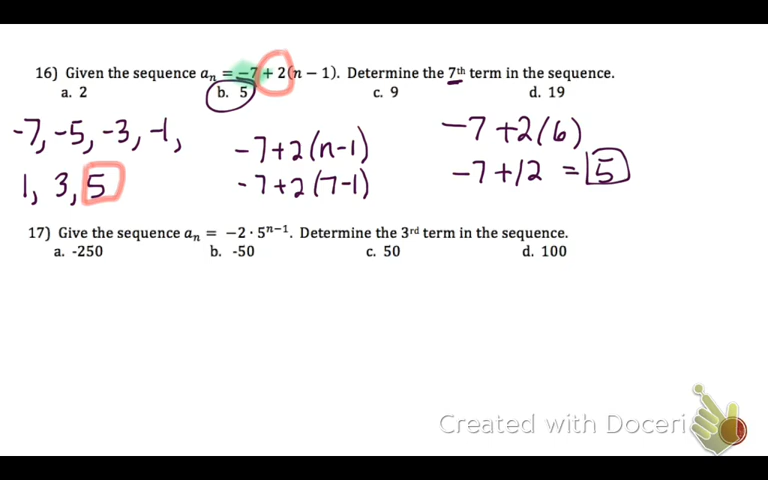 16) Given the sequence aₙ = −7 + 2(n − 1). Determine the 7th term in the sequence.
a. 2 b. 5 c. 9 d. 19
-7, -5, -3, -1, -7+2(n-1) -7+2(6)
1, 3, 5 -7+2(7-1) -7+12 = 5
17) Give the sequence aₙ = −2 ∙ 5ⁿ⁻¹. Determine the 3rd term in the sequence.
a. -250 b. -50 c. 50 d. 100
Created with Doceri